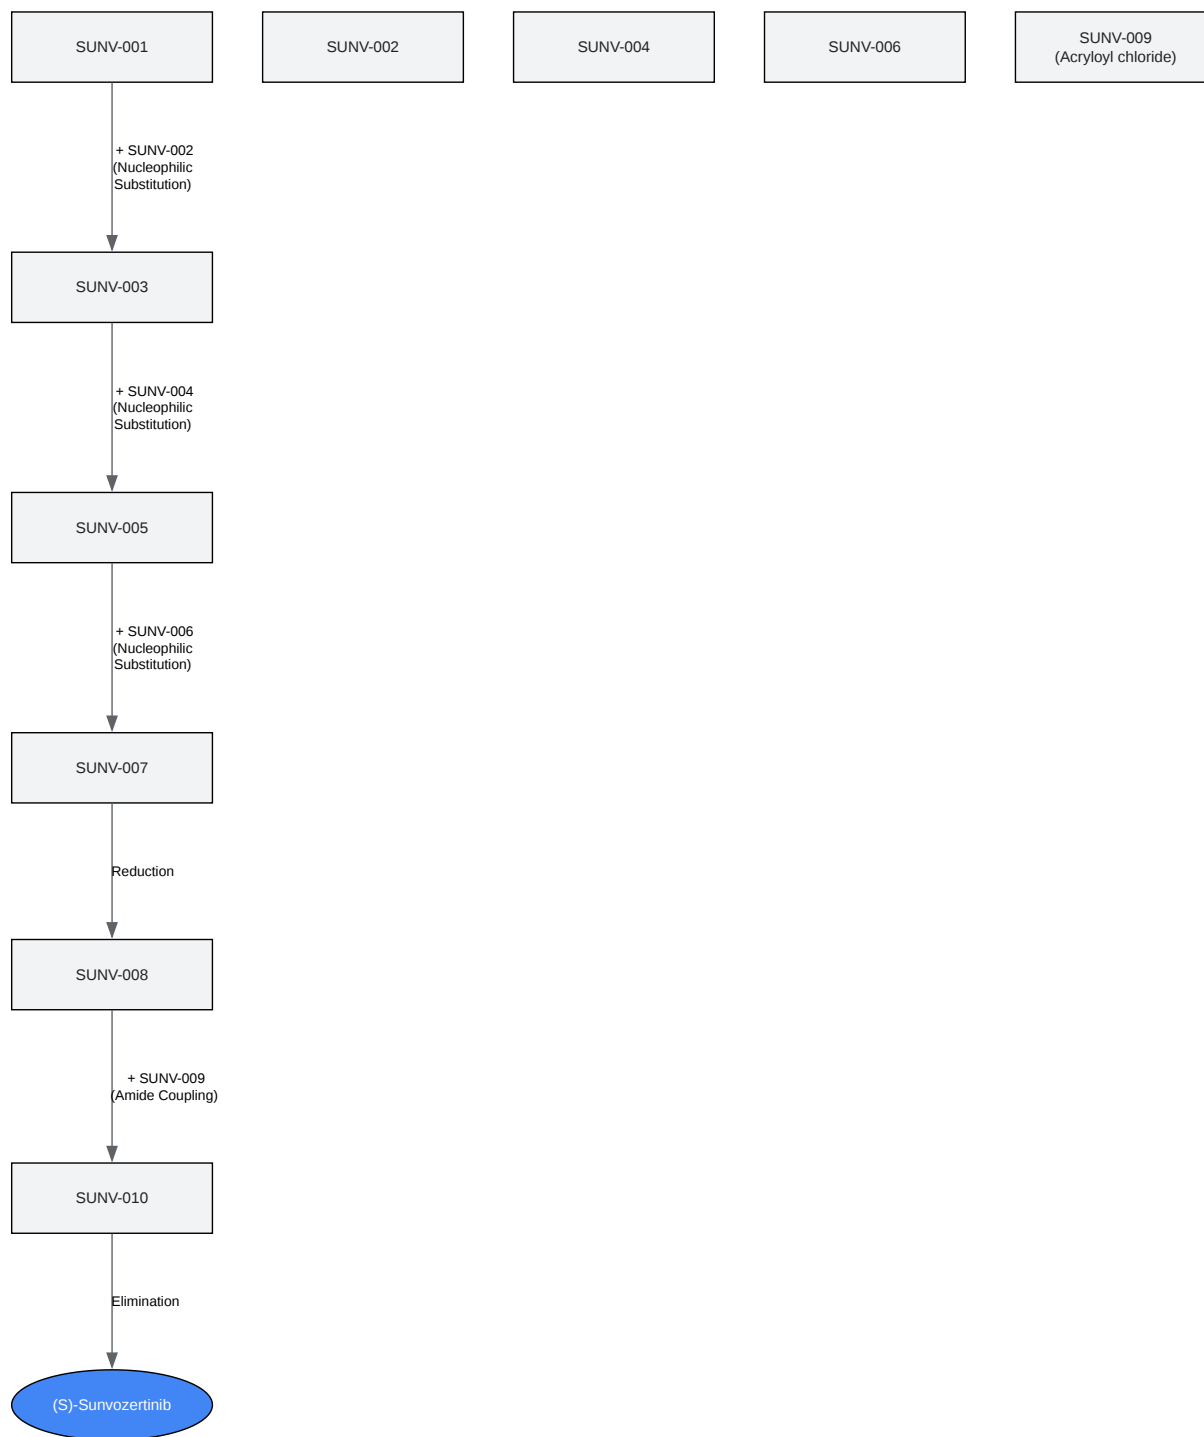 SUNV-001
SUNV-002
SUNV-004
SUNV-006
SUNV-009
(Acryloyl chloride)
+ SUNV-002
(Nucleophilic
Substitution)
SUNV-003
+ SUNV-004
(Nucleophilic
Substitution)
SUNV-005
+ SUNV-006
(Nucleophilic
Substitution)
SUNV-007
Reduction
SUNV-008
+ SUNV-009
(Amide Coupling)
SUNV-010
Elimination
(S)-Sunvozertinib